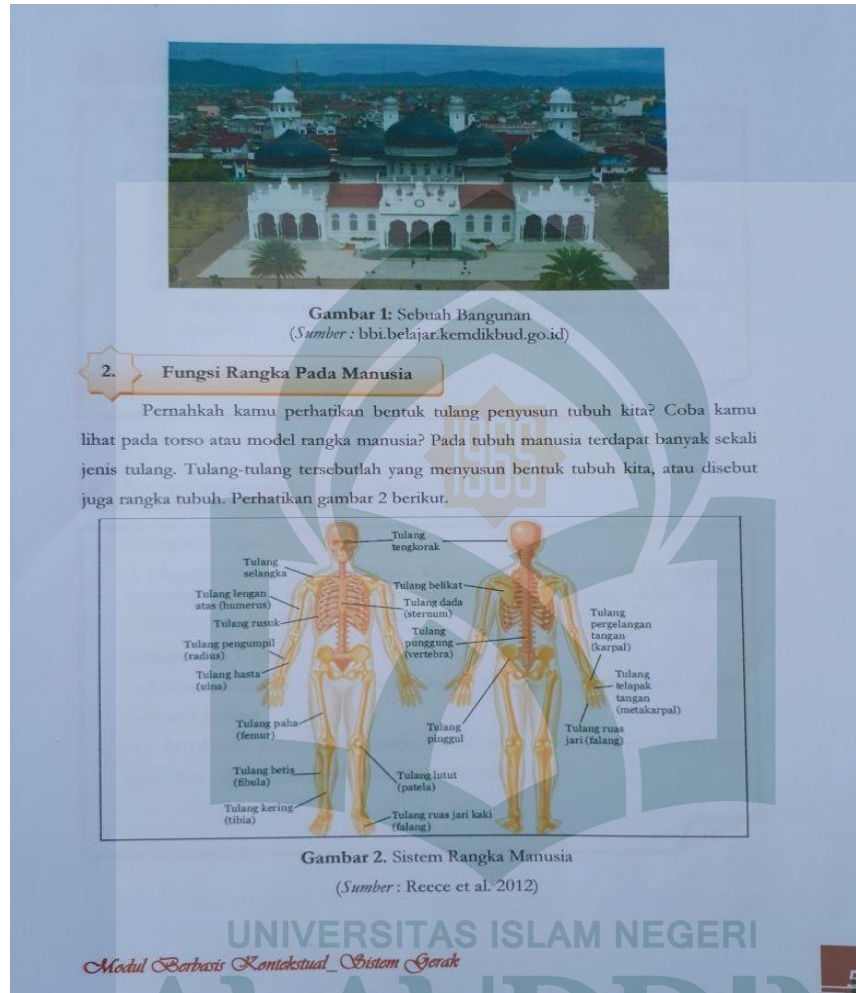 Gambar 1: Sebuah Bangunan
(Sumber : bbi.belajar.kemdikbud.go.id)
2. Fungsi Rangka Pada Manusia
Pernahkah kamu perhatikan bentuk tulang penyusun tubuh kita? Coba kamu
lihat pada torso atau model rangka manusia? Pada tubuh manusia terdapat banyak sekali
jenis tulang. Tulang-tulang tersebutlah yang menyusun bentuk tubuh kita, atau disebut
juga rangka tubuh. Perhatikan gambar 2 berikut.
1965
Tulang
tengkorak
Tulang
selangka
Tulang lengan
atas (humerus)
Tulang rusuk
Tulang pengumpil
(radius)
Tulang hasta
(ulna)
Tulang paha
(femur)
Tulang betis
(fibula)
Tulang kering
(tibia)
Tulang belikat
Tulang dada
(sternum)
Tulang
punggung
(vertebra)
Tulang
pinggul
Tulang lutut
(patela)
Tulang ruas jari kaki
(falang)
Tulang
pergelangan
tangan
(karpal)
Tulang
telapak
tangan
(metakarpal)
Tulang ruas
jari (falang)
Gambar 2. Sistem Rangka Manusia
(Sumber : Reece et al. 2012)
UNIVERSITAS ISLAM NEGERI
Modul Berbasis Kontekstual_Sistem Gerak
5
ALAUDDIN